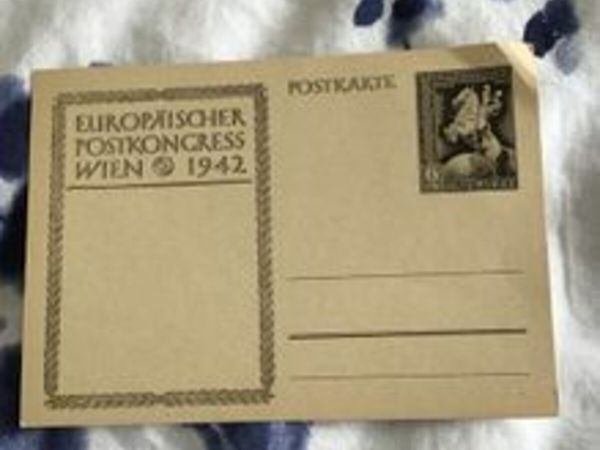 EUROPÄISCHER
POSTKONGRESS
WIEN 1942
POSTKARTE